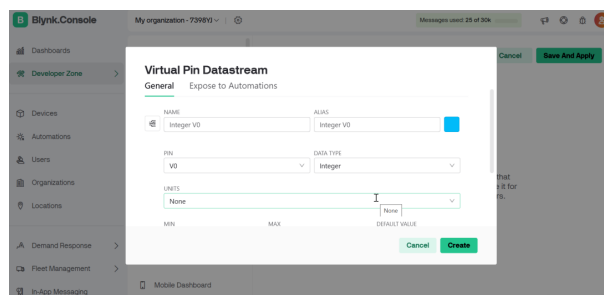 B Blynk.Console
My organization - 7398YJ
Messages used: 25 of 30k
Dashboards
Developer Zone
Devices
Automations
Users
Organizations
Locations
Demand Response
Fleet Management
In-App Messaging
Cancel
Save And Apply
Virtual Pin Datastream
General
Expose to Automations
NAME
ALIAS
Integer V0
Integer V0
PIN
DATA TYPE
V0
Integer
UNITS
None
None
MIN
MAX
DEFAULT VALUE
Cancel
Create
that
it for
rs.
Mobile Dashboard